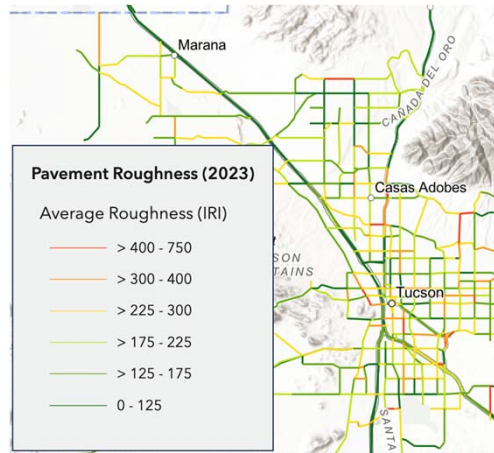 Marana
CAÑADA DEL ORO
Pavement Roughness (2023)
Average Roughness (IRI)
> 400 - 750
> 300 - 400
> 225 - 300
> 175 - 225
> 125 - 175
0 - 125
Casas Adobes
SON
TAINS
Tucson
SANTA